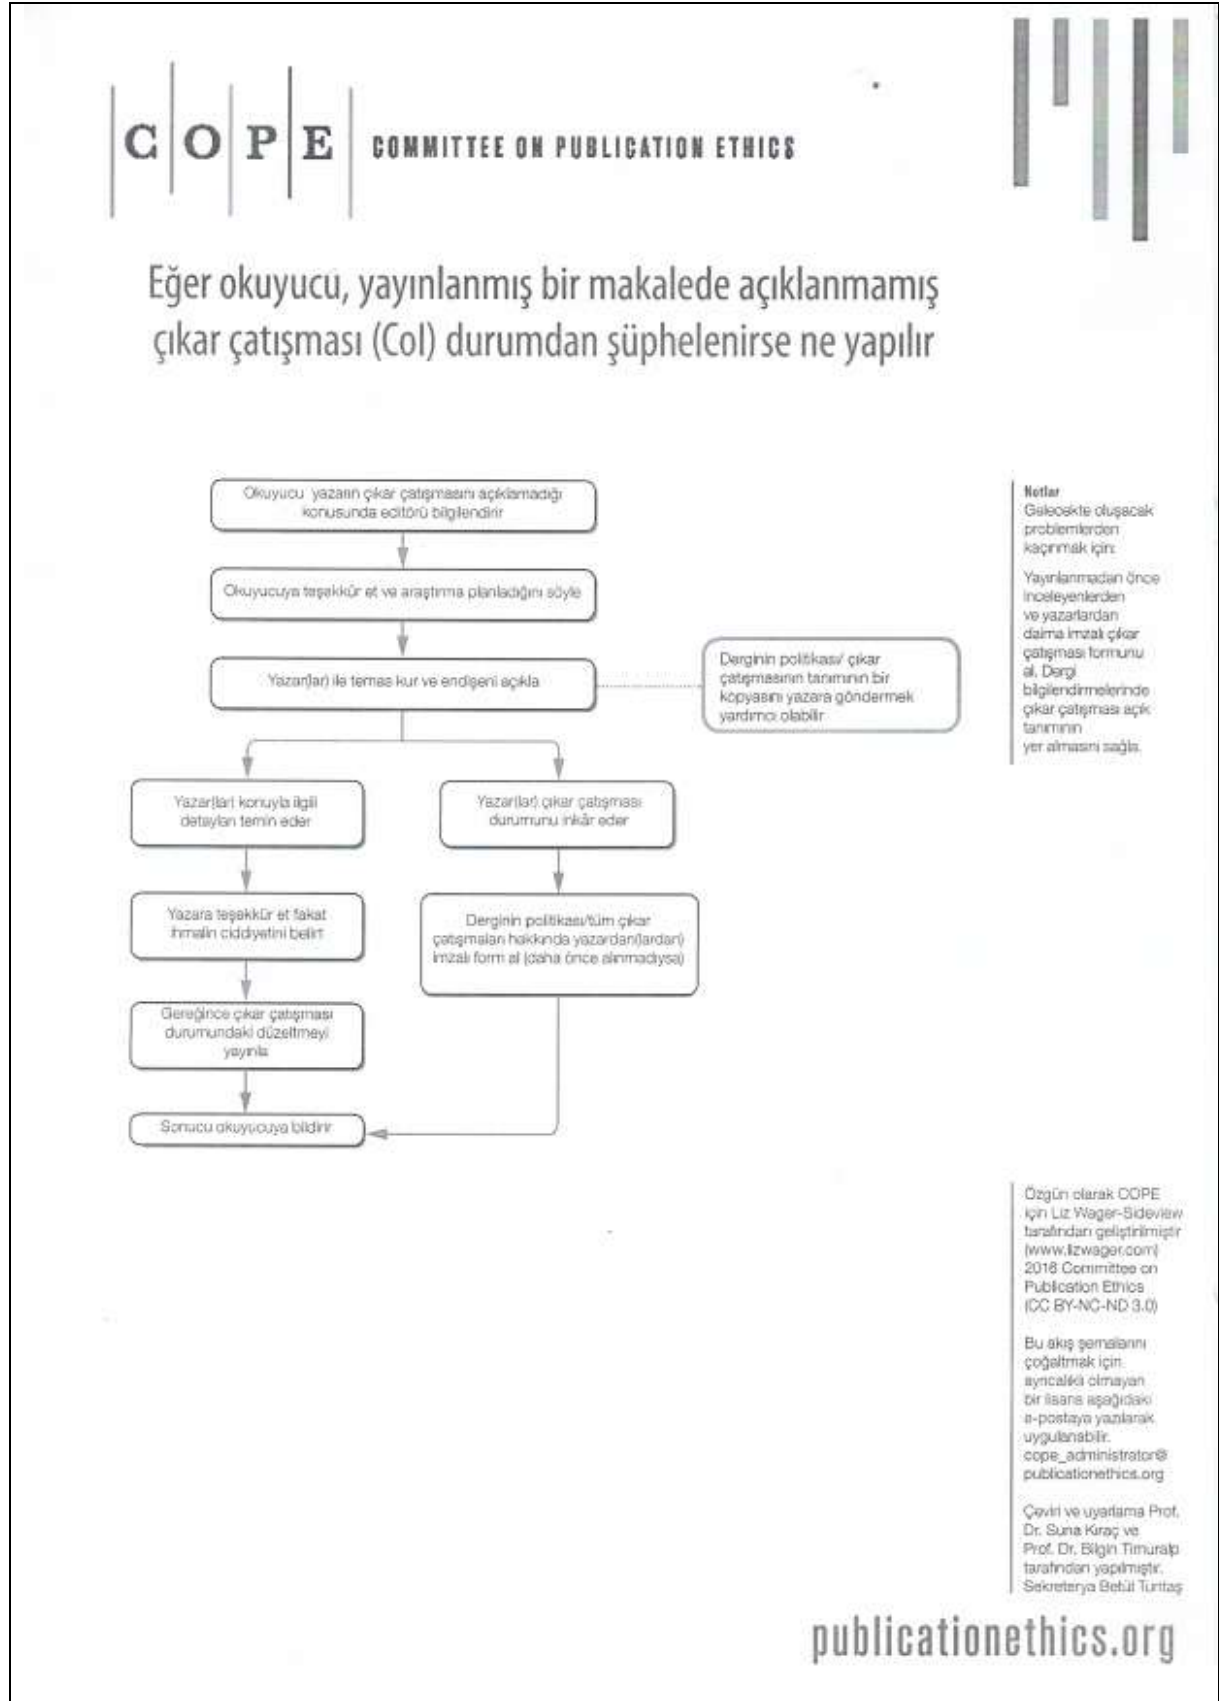 COPE COMMITTEE ON PUBLICATION ETHICS
Eğer okuyucu, yayınlanmış bir makalede açıklanmamış
çıkar çatışması (CoI) durumdan şüphelenirse ne yapılır
Okuyucu yazarın çıkar çatışmasını açıklamadığı
konusunda editörü bilgilendirir
Okuyucuya teşekkür et ve araştırma planladığını söyle
Yazar(lar) ile temas kur ve endişeni açıkla
Derginin politikası/ çıkar
çatışmasının tanımının bir
kopyasını yazara göndermek
yardımcı olabilir
Yazar(lar) konuyla ilgili
detayları temin eder
Yazar(lar) çıkar çatışması
durumunu inkâr eder
Yazara teşekkür et fakat
ihmalin ciddiyetini belirt
Derginin politikası/tüm çıkar
çatışmaları hakkında yazardan(lardan)
imzalı form al (daha önce alınmadıysa)
Gereğince çıkar çatışması
durumundaki düzeltmeyi
yayınla
Sonucu okuyucuya bildirir
Notlar
Gelecekte oluşacak
problemlerden
kaçınmak için:
Yayınlanmadan önce
inceleyenlerden
ve yazarlardan
daima imzalı çıkar
çatışması formunu
al. Dergi
bilgilendirmelerinde
çıkar çatışması açık
tanımının
yer almasını sağla.
Özgün olarak COPE
için Liz Wager-Sideview
tarafından geliştirilmiştir
(www.lizwager.com)
2016 Committee on
Publication Ethics
(CC BY-NC-ND 3.0)
Bu akış şemalarını
çoğaltmak için
ayrıcalıklı olmayan
bir lisans aşağıdaki
e-postaya yazılarak
uygulanabilir.
cope_administrator@
publicationethics.org
Çeviri ve uyarlama Prof.
Dr. Suna Kıraç ve
Prof. Dr. Bilgin Timuralp
tarafından yapılmıştır.
Sekreterya Betül
publicationethics.org